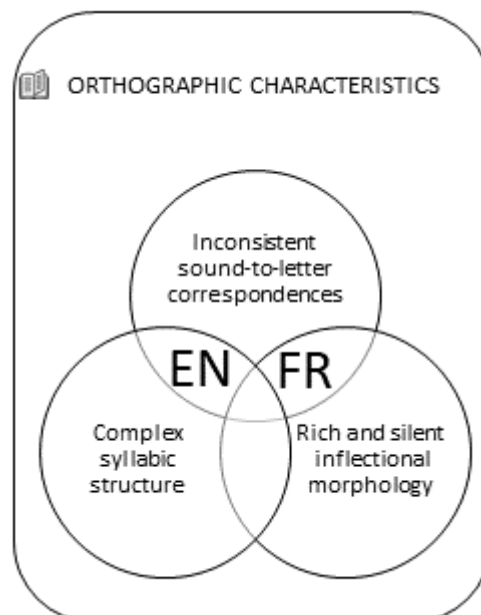 ORTHOGRAPHIC CHARACTERISTICS
Inconsistent
sound-to-letter
correspondences
EN FR
Complex
syllabic
structure
Rich and silent
inflectional
morphology